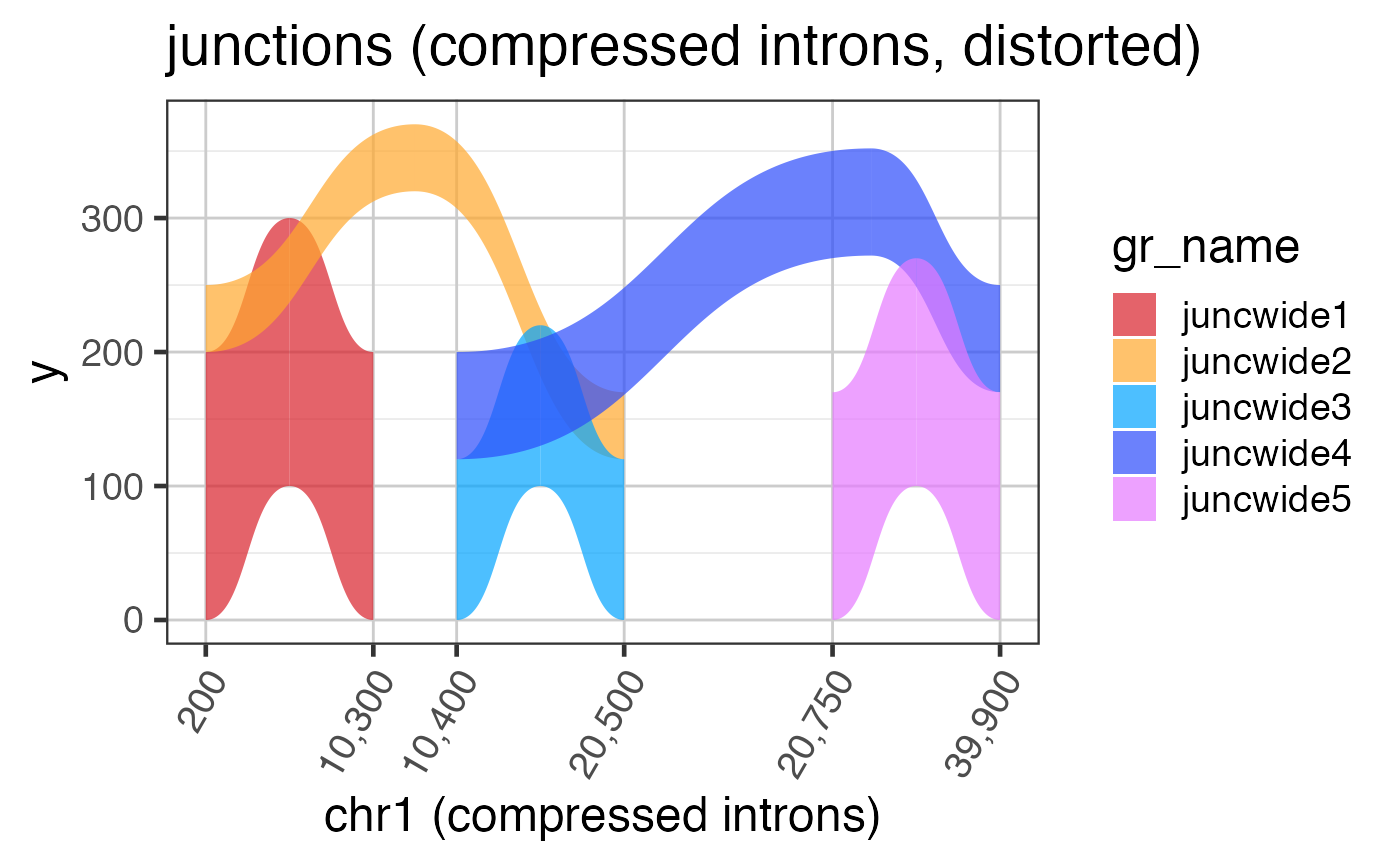 junctions (compressed introns, distorted)
y
300
200
100
0
200
10,300
10,400
20,500
20,750
39,900
chr1 (compressed introns)
gr_name
juncwide1
juncwide2
juncwide3
juncwide4
juncwide5